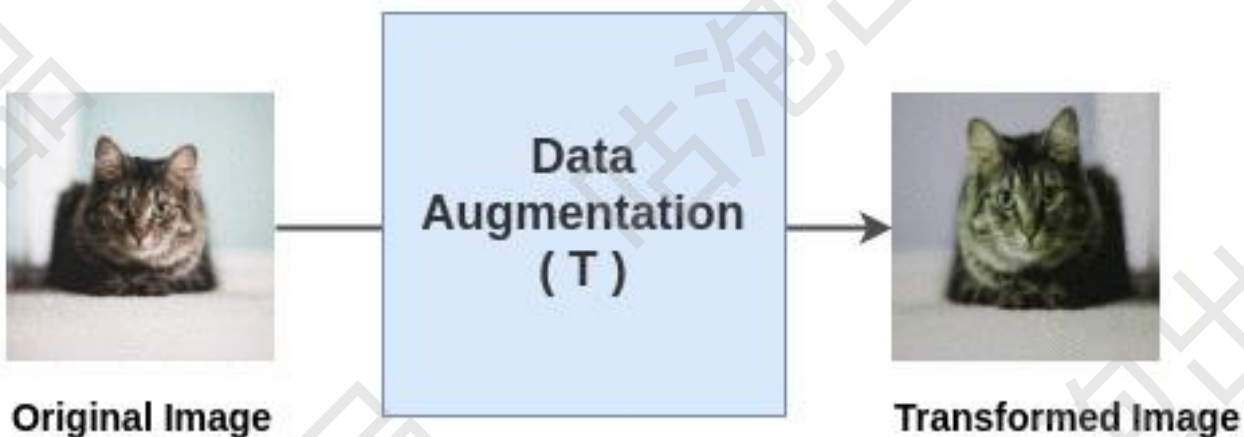 Data
Augmentation
( T )
Original Image
Transformed Image